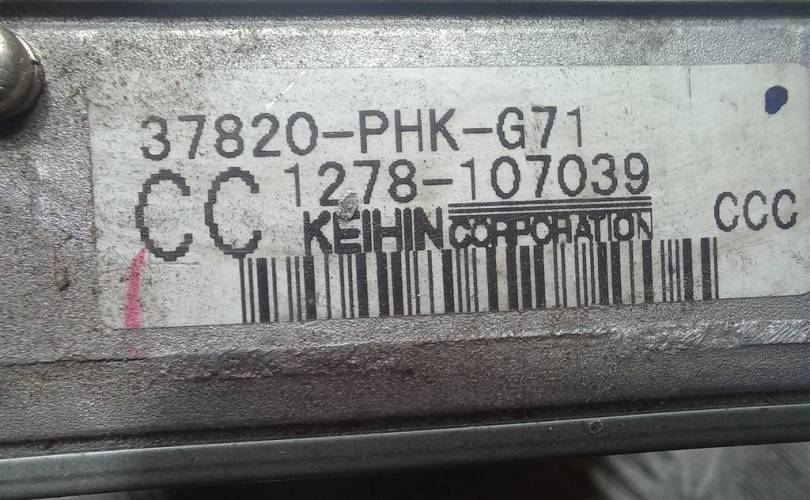 37820-PHK-G71
CC 1278-107039
KEIHIN CORPORATION CCC